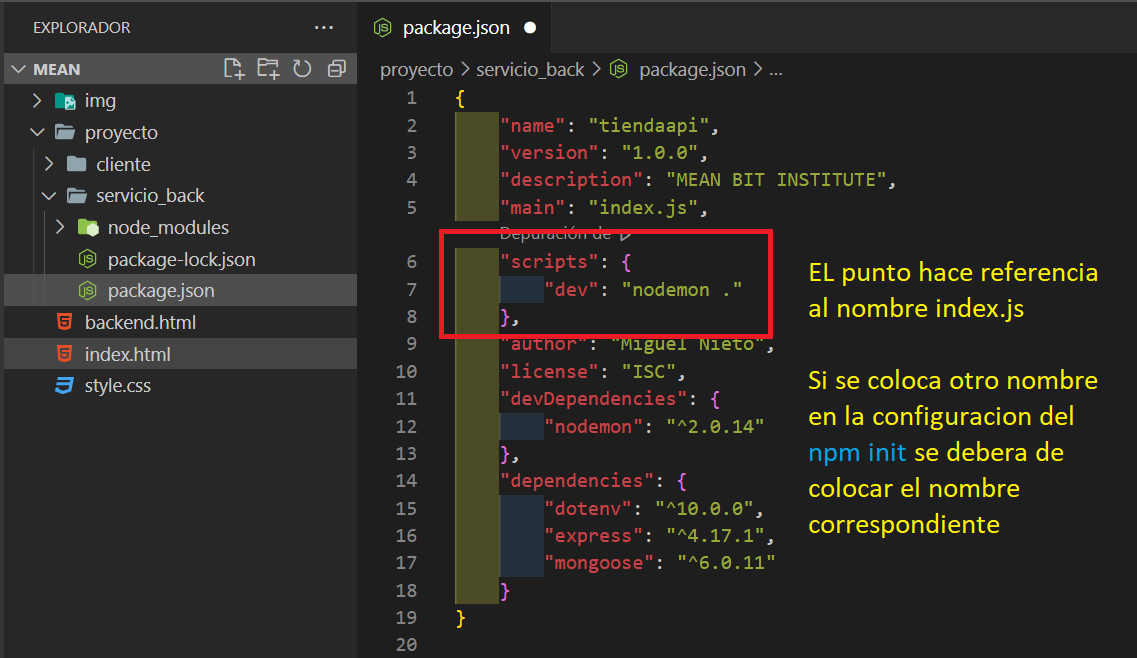 EXPLORADOR
MEAN
img
proyecto
cliente
servicio_back
node_modules
package-lock.json
package.json
backend.html
index.html
style.css
package.json
proyecto > servicio_back > package.json > ...
1 {
2 "name": "tiendaapi",
3 "version": "1.0.0",
4 "description": "MEAN BIT INSTITUTE",
5 "main": "index.js",
Depuración de
6 "scripts": {
7 "dev": "nodemon ."
8 },
9 "author": "Miguel Nieto",
10 "license": "ISC",
11 "devDependencies": {
12 "nodemon": "^2.0.14"
13 },
14 "dependencies": {
15 "dotenv": "^10.0.0",
16 "express": "^4.17.1",
17 "mongoose": "^6.0.11"
18 }
19 }
20
EL punto hace referencia
al nombre index.js
Si se coloca otro nombre
en la configuracion del
npm init se debera de
colocar el nombre
correspondiente